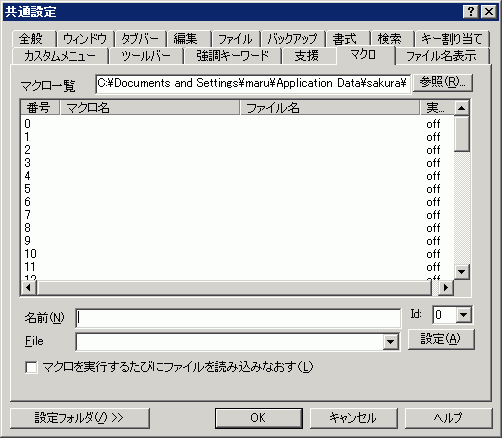 共通設定
全般 ウィンドウ タブバー 編集 ファイル バックアップ 書式 検索 キー割り当て
カスタムメニュー ツールバー 強調キーワード 支援 マクロ ファイル名表示
マクロ一覧 C:¥Documents and Settings¥maru¥Application Data¥sakura¥ 参照(R)...
番号 マクロ名 ファイル名 実...
0 off
1 off
2 off
3 off
4 off
5 off
6 off
7 off
8 off
9 off
10 off
11 off
12 off
名前(N) Id: 0
File 設定(A)
マクロを実行するたびにファイルを読み込みなおす(L)
設定フォルダ(/) >> OK キャンセル ヘルプ